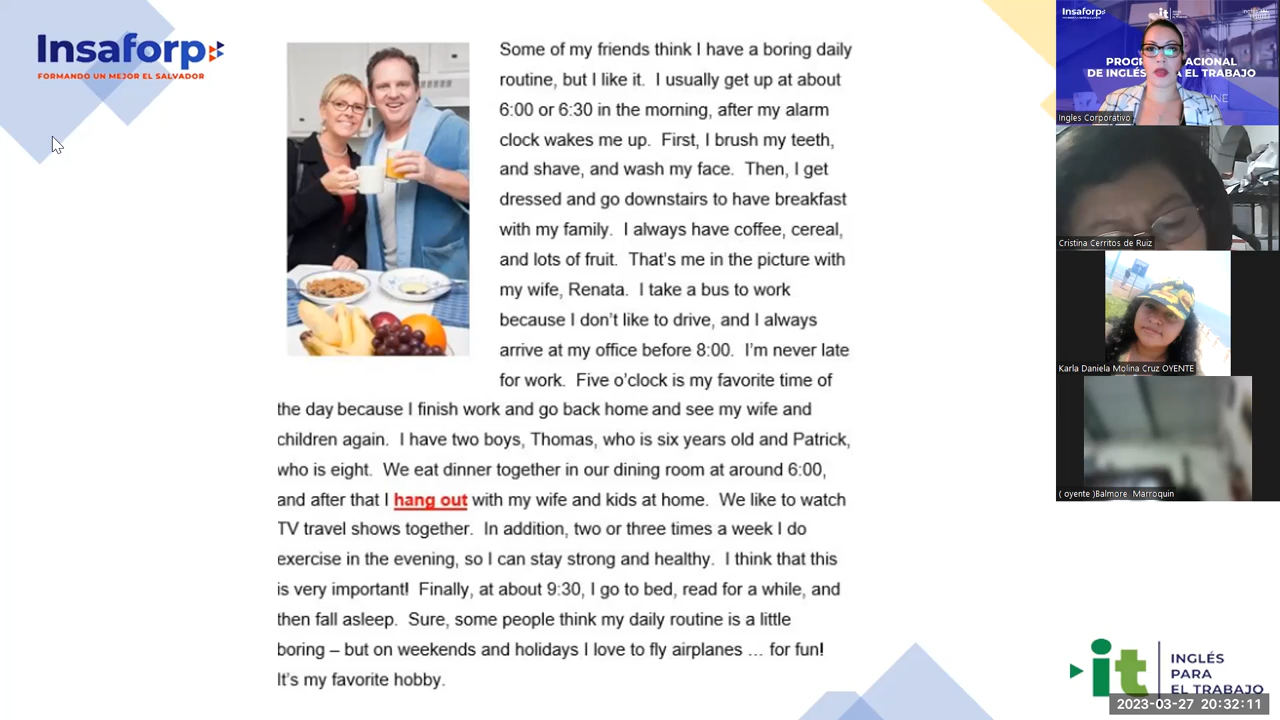 Insaforp
FORMANDO UN MEJOR EL SALVADOR
Some of my friends think I have a boring daily
routine, but I like it. I usually get up at about
6:00 or 6:30 in the morning, after my alarm
clock wakes me up. First, I brush my teeth,
and shave, and wash my face. Then, I get
dressed and go downstairs to have breakfast
with my family. I always have coffee, cereal,
and lots of fruit. That's me in the picture with
my wife, Renata. I take a bus to work
because I don't like to drive, and I always
arrive at my office before 8:00. I'm never late
for work. Five o'clock is my favorite time of
the day because I finish work and go back home and see my wife and
children again. I have two boys, Thomas, who is six years old and Patrick,
who is eight. We eat dinner together in our dining room at around 6:00,
and after that I hang out with my wife and kids at home. We like to watch
TV travel shows together. In addition, two or three times a week I do
exercise in the evening, so I can stay strong and healthy. I think that this
is very important! Finally, at about 9:30, I go to bed, read for a while, and
then fall asleep. Sure, some people think my daily routine is a little
boring – but on weekends and holidays I love to fly airplanes … for fun!
It's my favorite hobby.
Insaforp
it
Ingles Corporativo
Cristina Cerritos de Ruiz
Karla Daniela Molina Cruz OYENTE
( oyente )Balmore Marroquin
it
INGLÉS
PARA
EL TRABAJO
2023-03-27 20:32:11